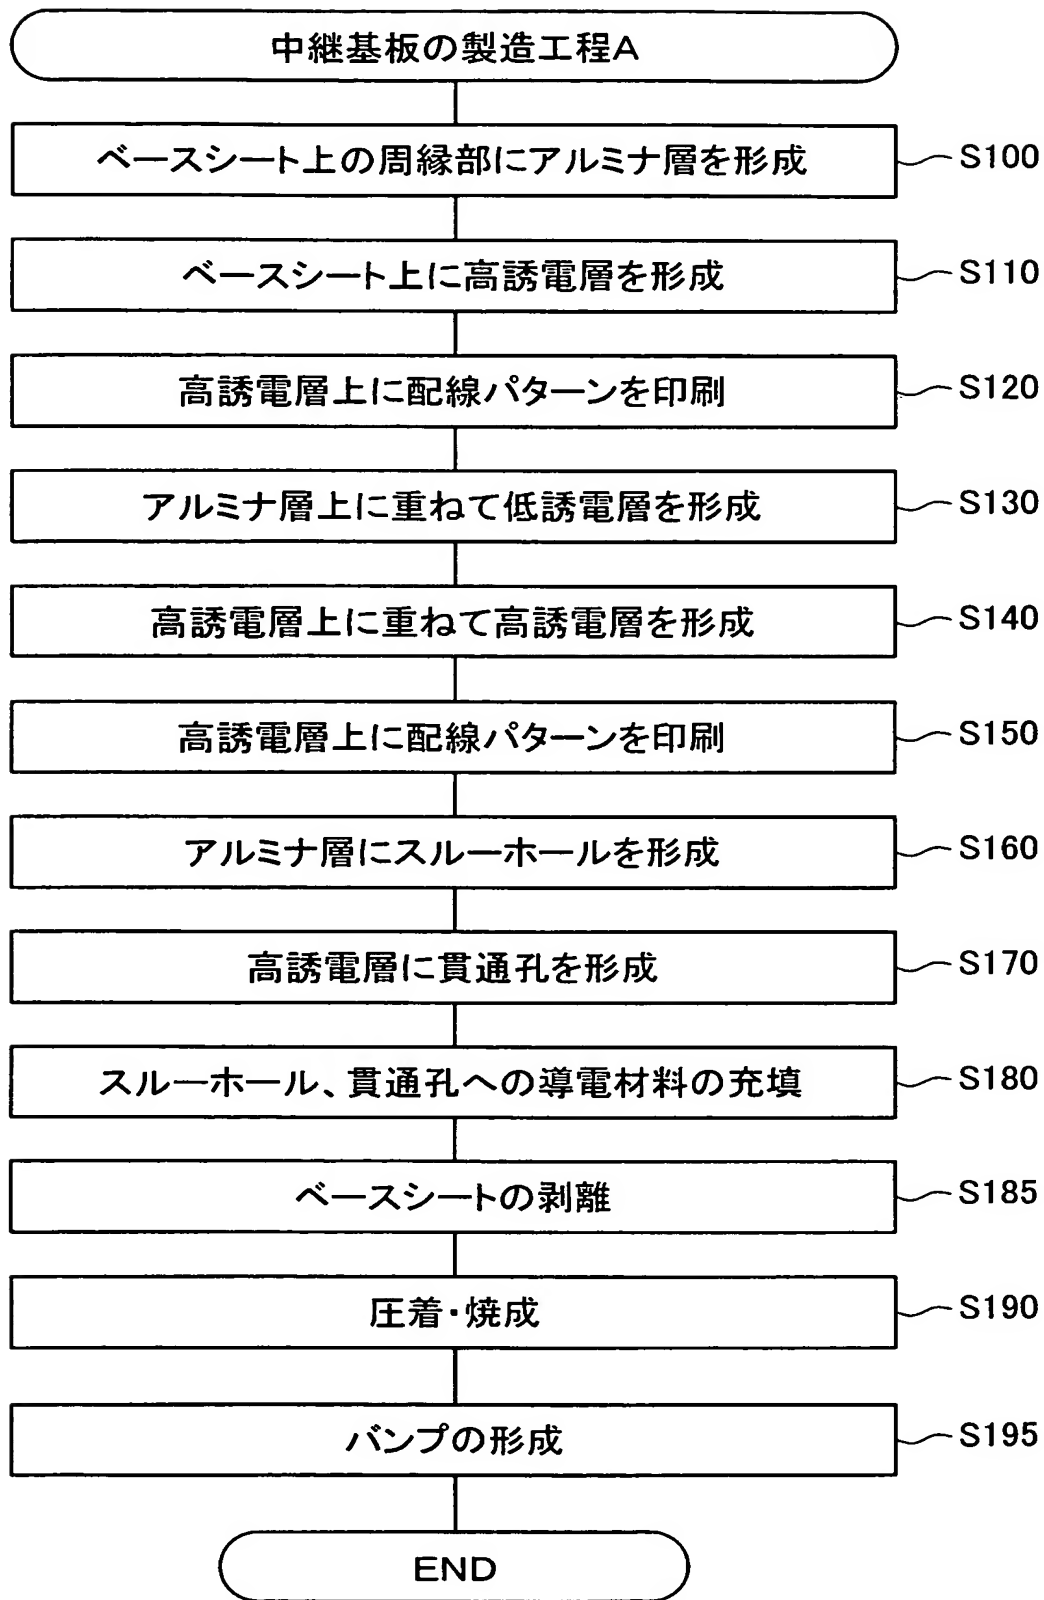 中継基板の製造工程A
ベースシート上の周縁部にアルミナ層を形成 S100
ベースシート上に高誘電層を形成 S110
高誘電層上に配線パターンを印刷 S120
アルミナ層上に重ねて低誘電層を形成 S130
高誘電層上に重ねて高誘電層を形成 S140
高誘電層上に配線パターンを印刷 S150
アルミナ層にスルーホールを形成 S160
高誘電層に貫通孔を形成 S170
スルーホール、貫通孔への導電材料の充填 S180
ベースシートの剥離 S185
圧着・焼成 S190
バンプの形成 S195
END